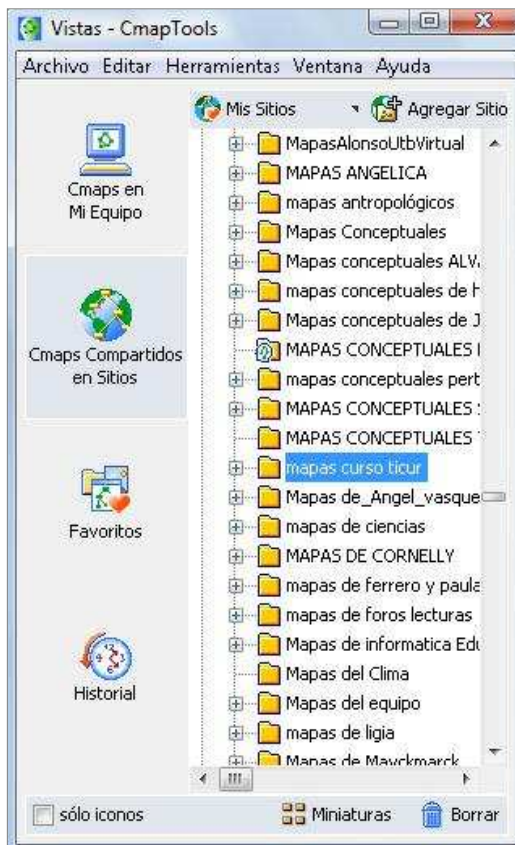 Vistas - CmapTools
Archivo Editar Herramientas Ventana Ayuda
Cmaps en
Mi Equipo
Cmaps Compartidos
en Sitios
Favoritos
Historial
Mis Sitios Agregar Sitio
MapasAlonsoUtbVirtual
MAPAS ANGELICA
mapas antropológicos
Mapas Conceptuales
Mapas conceptuales ALV
mapas conceptuales de
Mapas conceptuales de J
MAPAS CONCEPTUALES
mapas conceptuales pert
MAPAS CONCEPTUALES
MAPAS CONCEPTUALES
mapas curso ticur
Mapas de_Angel_vasque
mapas de ciencias
MAPAS DE CORNELLY
mapas de ferrero y paula
mapas de foros lecturas
Mapas de informatica Edu
Mapas del Clima
Mapas del equipo
mapas de ligia
Mapas de Mayckmarck
sólo iconos Miniaturas Borrar